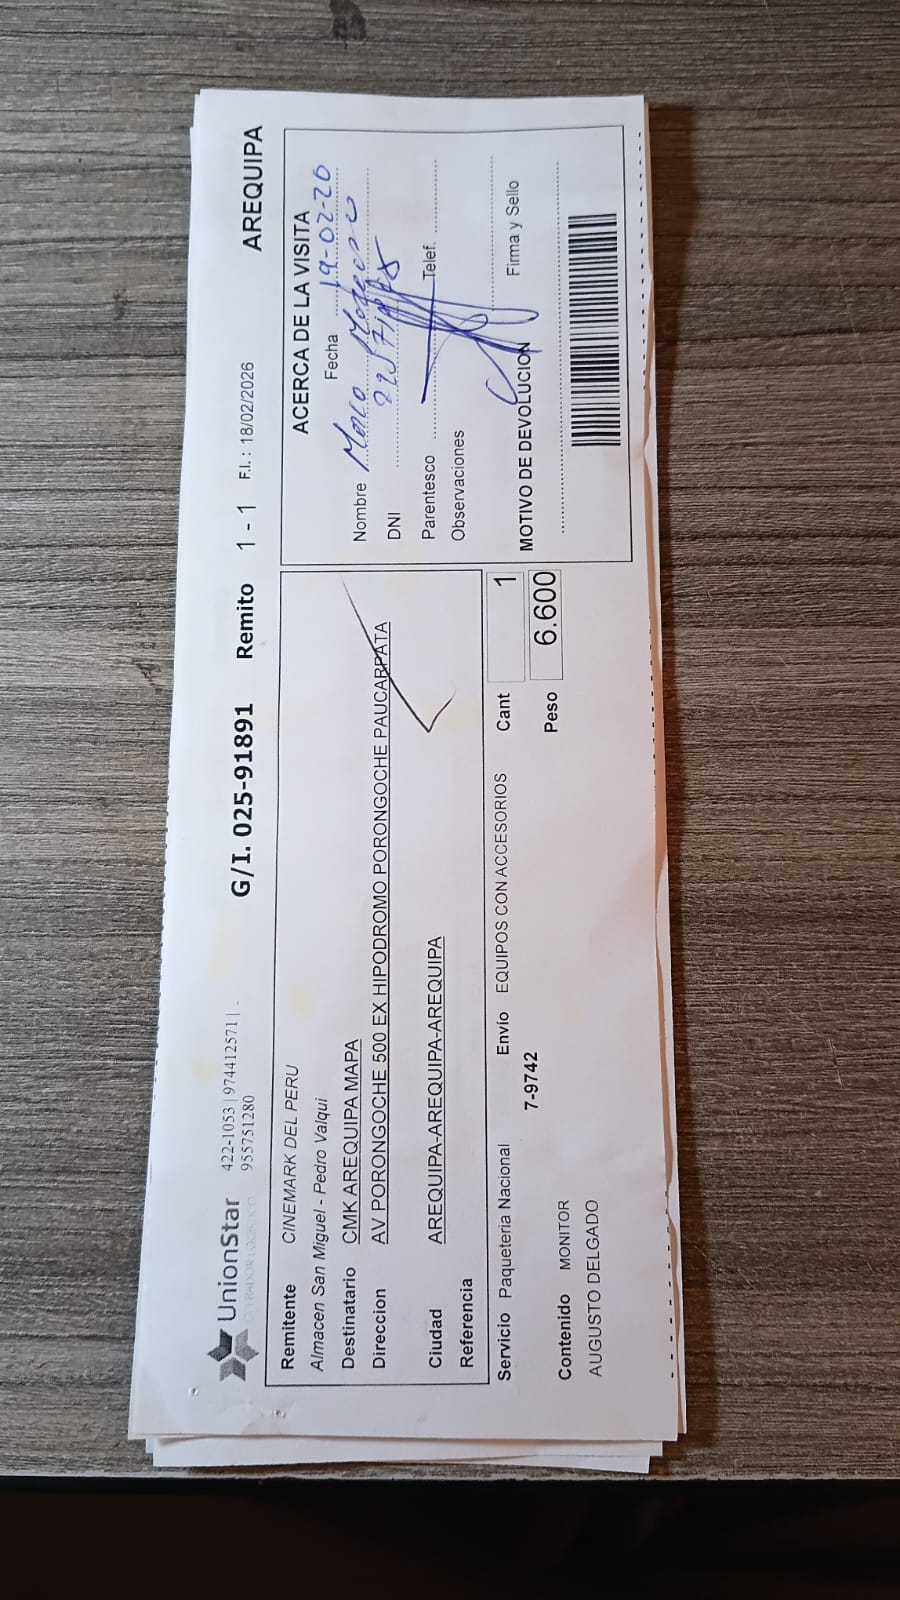 UnionStar 422-1053 | 974412571 | -
955751280
G/I. 025-91891 Remito 1 - 1 F.I. : 18/02/2026 AREQUIPA
Remitente CINEMARK DEL PERU
Almacen San Miguel - Pedro Valqui
Destinatario CMK AREQUIPA MAPA
Direccion AV PORONGOCHE 500 EX HIPODROMO PORONGOCHE PAUCARPATA
Ciudad AREQUIPA-AREQUIPA-AREQUIPA
Referencia
Servicio Paqueteria Nacional Envío EQUIPOS CON ACCESORIOS Cant 1
7-9742 Peso 6.600
Contenido MONITOR
AUGUSTO DELGADO
ACERCA DE LA VISITA
Fecha 19-02-26
Nombre Marco
DNI
Parentesco Telef.
Observaciones
Firma y Sello
MOTIVO DE DEVOLUCION